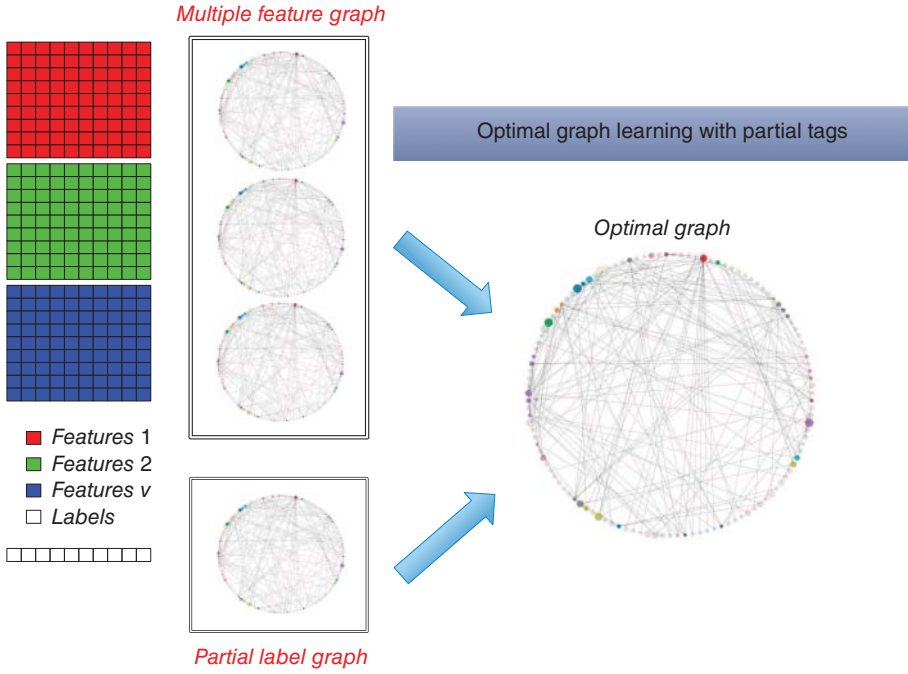 Multiple feature graph
Optimal graph learning with partial tags
Optimal graph
Features 1
Features 2
Features v
Labels
Partial label graph